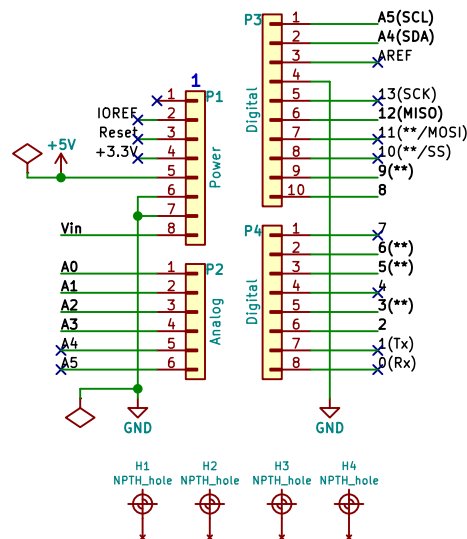 1
P1
1
IOREF 2
Reset 3
+3.3V 4
+5V
5
6
7
Vin 8
Power
P2
A0 1
A1 2
A2 3
A3 4
A4 5
A5 6
Analog
GND
P3
1 A5(SCL)
2 A4(SDA)
3 AREF
4
5 13(SCK)
6 12(MISO)
7 11(**/MOSI)
8 10(**/SS)
9 9(**)
10 8
Digital
P4
1 7
2 6(**)
3 5(**)
4 4
5 3(**)
6 2
7 1(Tx)
8 0(Rx)
Digital
GND
H1 H2 H3 H4
NPTH_hole NPTH_hole NPTH_hole NPTH_hole